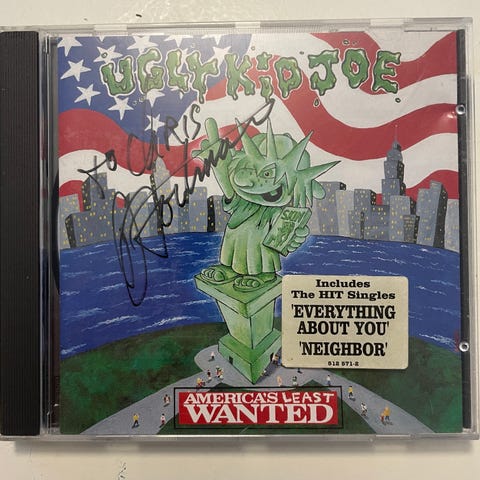 UGLY KID JOE
TO CHRIS
Includes
The HIT Singles
'EVERYTHING
ABOUT YOU'
'NEIGHBOR'
512 571-2
AMERICA'S LEAST
WANTED